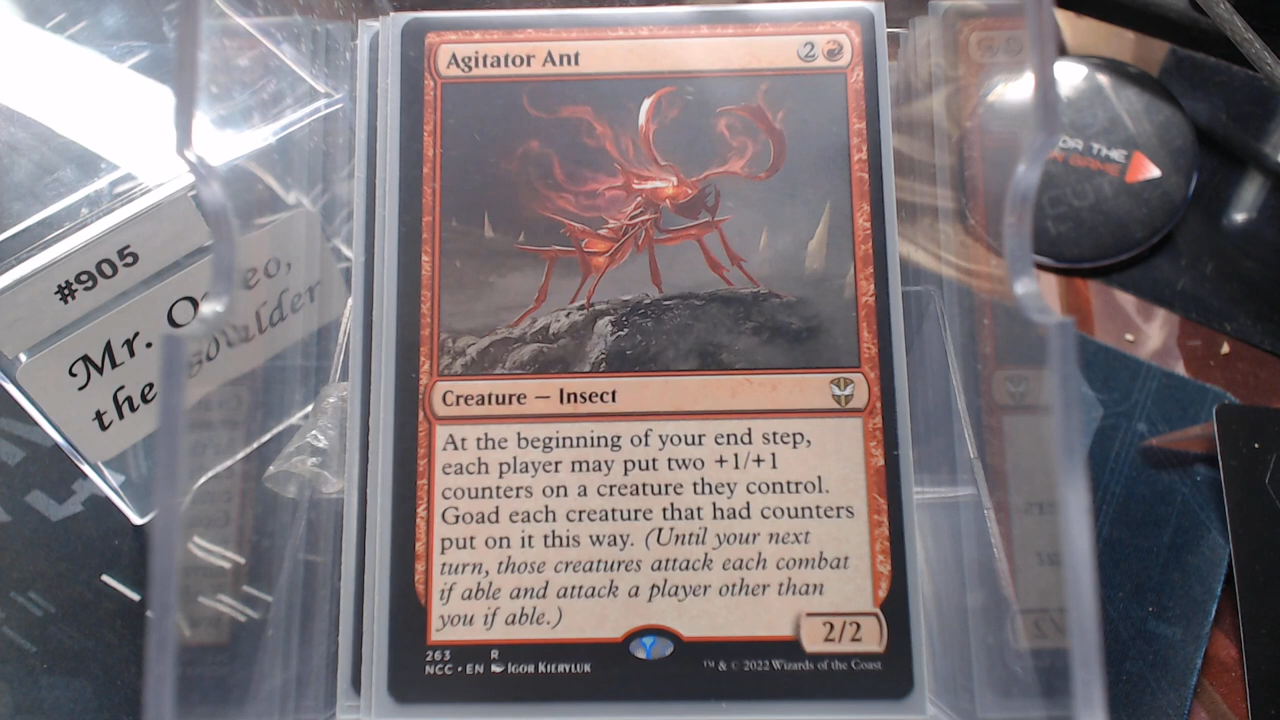 Agitator Ant
2
Creature — Insect
At the beginning of your end step,
each player may put two +1/+1
counters on a creature they control.
Goad each creature that had counters
put on it this way. (Until your next
turn, those creatures attack each combat
if able and attack a player other than
you if able.)
2/2
263 R
NCC • EN IGOR KIERYLUK
™ & © 2022 Wizards of the Coast
#905
Mr.
the
THE